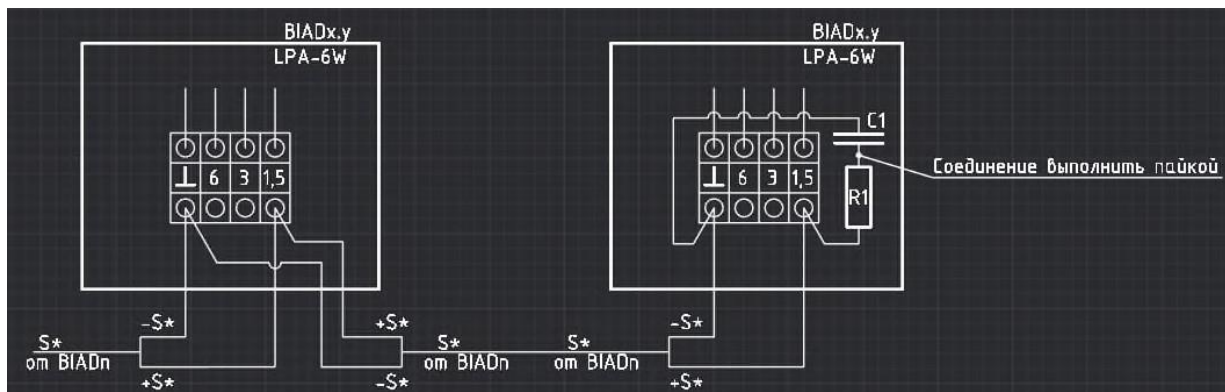 BIADx.y
LPA-6W
⊥ 6 3 1,5
-S*
+S*
S*
от BIADn
+S*
-S*
S*
от BIADn
BIADx.y
LPA-6W
C1
⊥ 6 3 1,5
R1
Соединение выполнить пайкой
S*
от BIADn
-S*
+S*